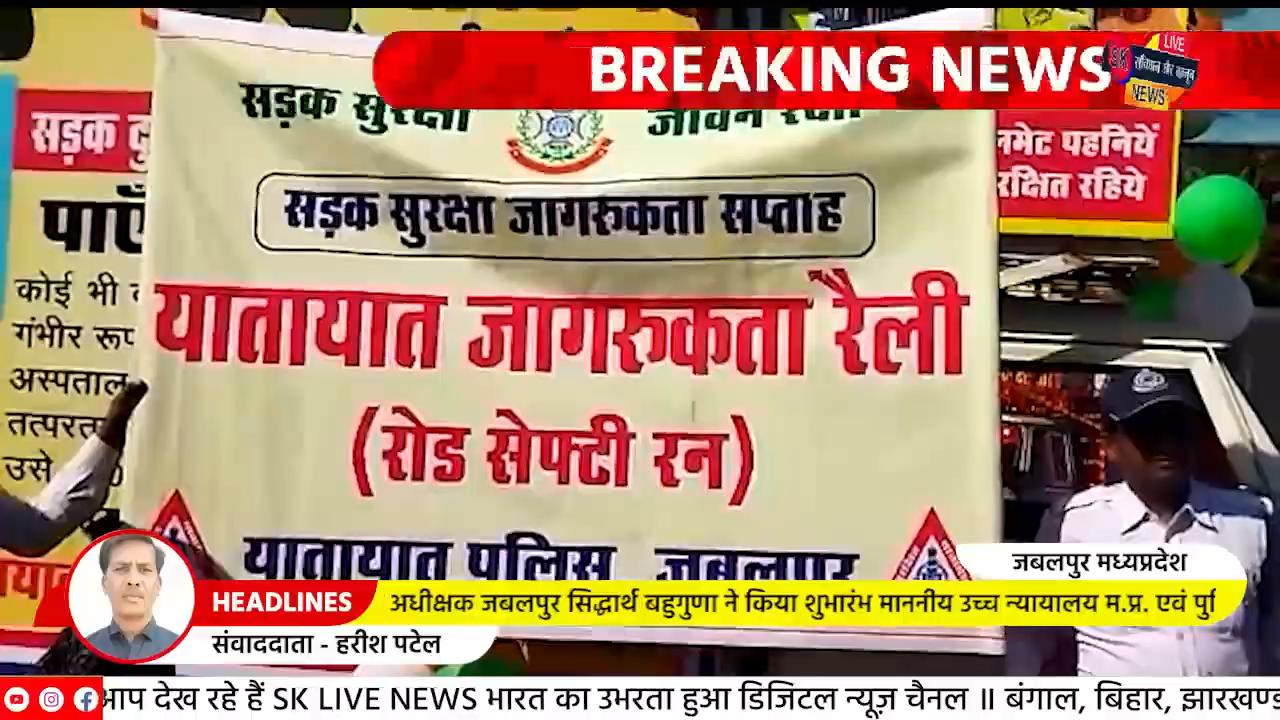 BREAKING NEWS
SK
LIVE
संविधान और कानून
NEWS
सड़क सुरक्षा जीवन रक्षा
सड़क
लमेट पहनियें
रक्षित रहिये
सड़क सुरक्षा जागरूकता सप्ताह
पाएँ
यातायात जागरूकता रैली
कोई भी
गंभीर रूप
अस्पताल
तत्परता
उसे
(रोड सेफ्टी रन)
यातायात पुलिस जबलपुर
जबलपुर मध्यप्रदेश
HEADLINES
अधीक्षक जबलपुर सिद्धार्थ बहुगुणा ने किया शुभारंभ माननीय उच्च न्यायालय म.प्र. एवं पु
संवाददाता - हरीश पटेल
आप देख रहे हैं SK LIVE NEWS भारत का उभरता हुआ डिजिटल न्यूज़ चैनल ॥ बंगाल, बिहार, झारखण्ड